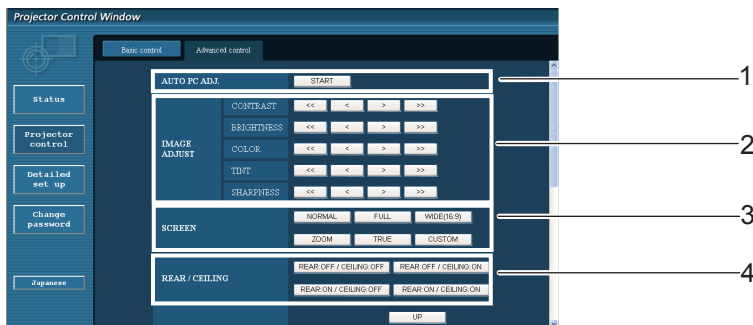 Projector Control Window
Basic control
Advanced control
AUTO PC ADJ.
START
1
Status
Projector control
Detailed set up
Change password
Japanese
IMAGE ADJUST
CONTRAST << < > >>
BRIGHTNESS << < > >>
COLOR << < > >>
TINT << < > >>
SHARPNESS << < > >>
2
SCREEN
NORMAL FULL WIDE(16:9)
ZOOM TRUE CUSTOM
3
REAR / CEILING
REAR:OFF / CEILING:OFF REAR:OFF / CEILING:ON
REAR:ON / CEILING:OFF REAR:ON / CEILING:ON
4
UP